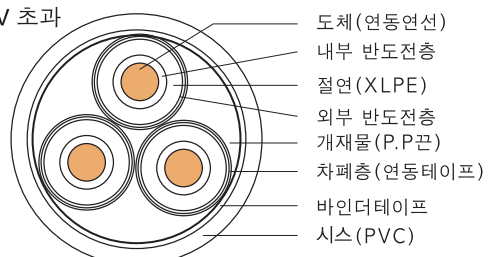 V 초과
도체(연동연선)
내부 반도전층
절연(XLPE)
외부 반도전층
개재물(P.P끈)
차폐층(연동테이프)
바인더테이프
시스(PVC)